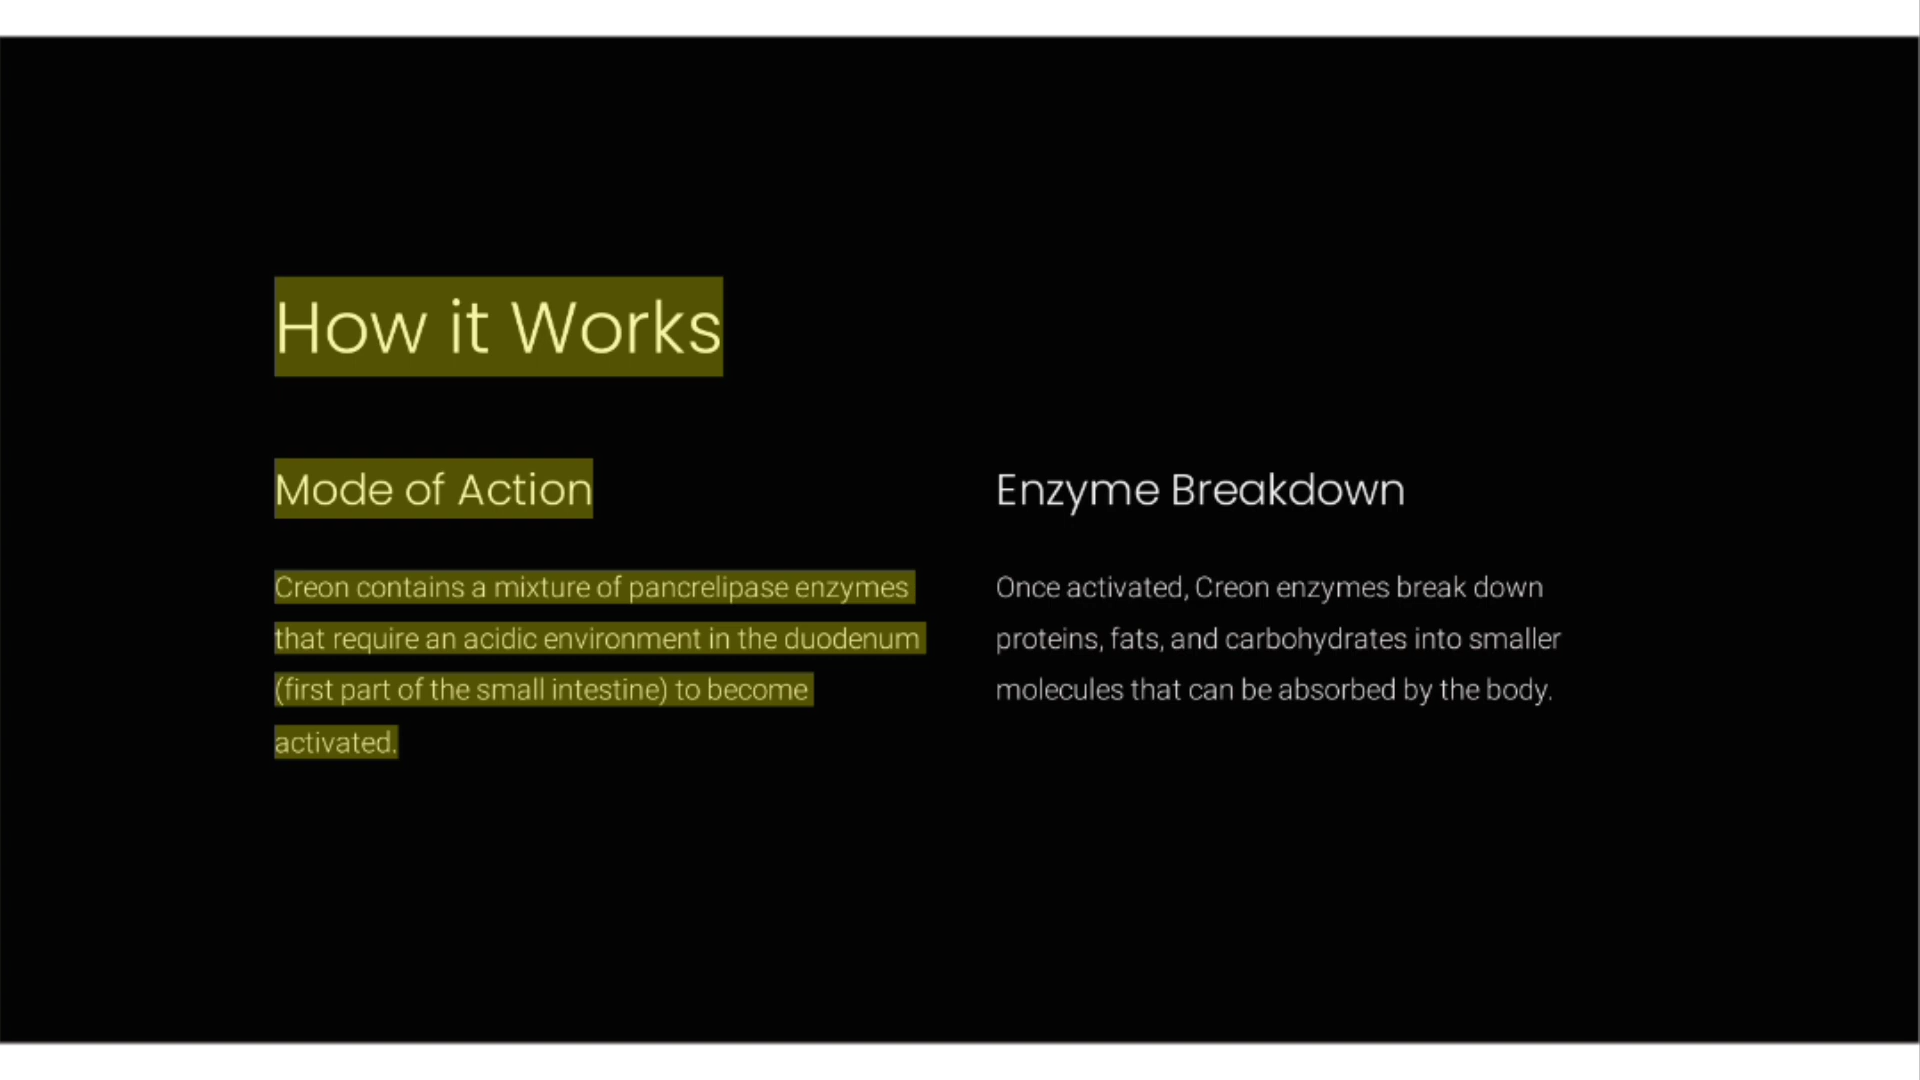 How it Works
Mode of Action
Creon contains a mixture of pancrelipase enzymes
that require an acidic environment in the duodenum
(first part of the small intestine) to become
activated.
Enzyme Breakdown
Once activated, Creon enzymes break down
proteins, fats, and carbohydrates into smaller
molecules that can be absorbed by the body.